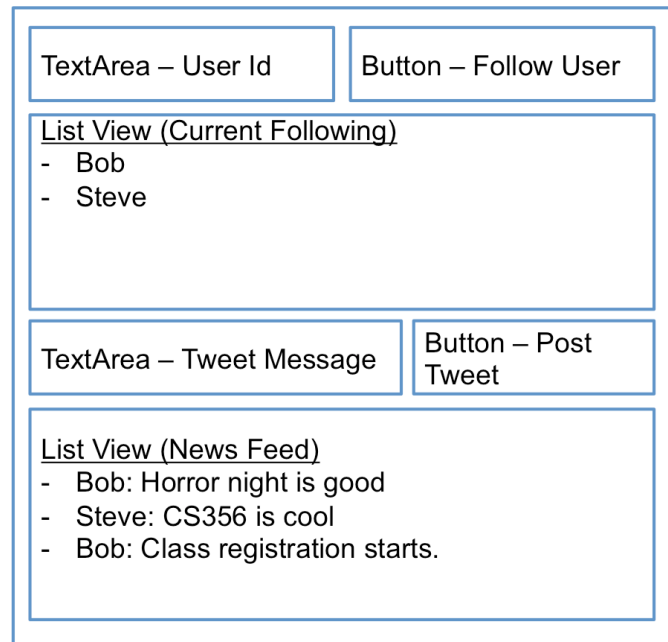 TextArea – User Id
Button – Follow User
List View (Current Following)
- Bob
- Steve
TextArea – Tweet Message
Button – Post
Tweet
List View (News Feed)
- Bob: Horror night is good
- Steve: CS356 is cool
- Bob: Class registration starts.